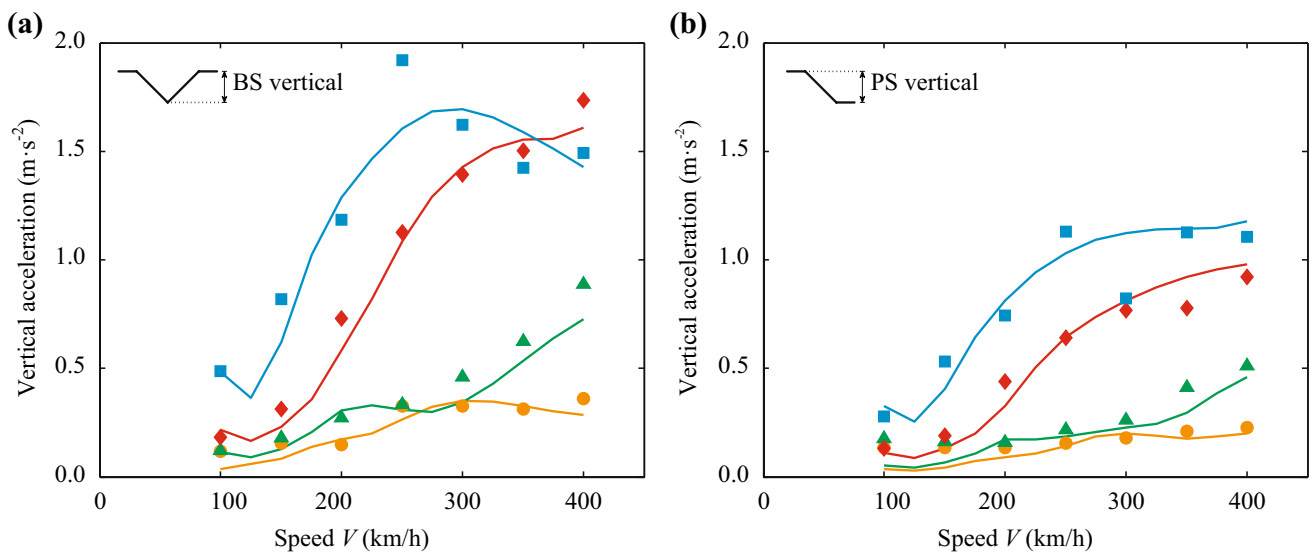 (a)
BS vertical
Vertical acceleration (m·s⁻²)
2.0
1.5
1.0
0.5
0.0
0
100
200
300
400
Speed V (km/h)
(b)
PS vertical
Vertical acceleration (m·s⁻²)
2.0
1.5
1.0
0.5
0.0
0
100
200
300
400
Speed V (km/h)